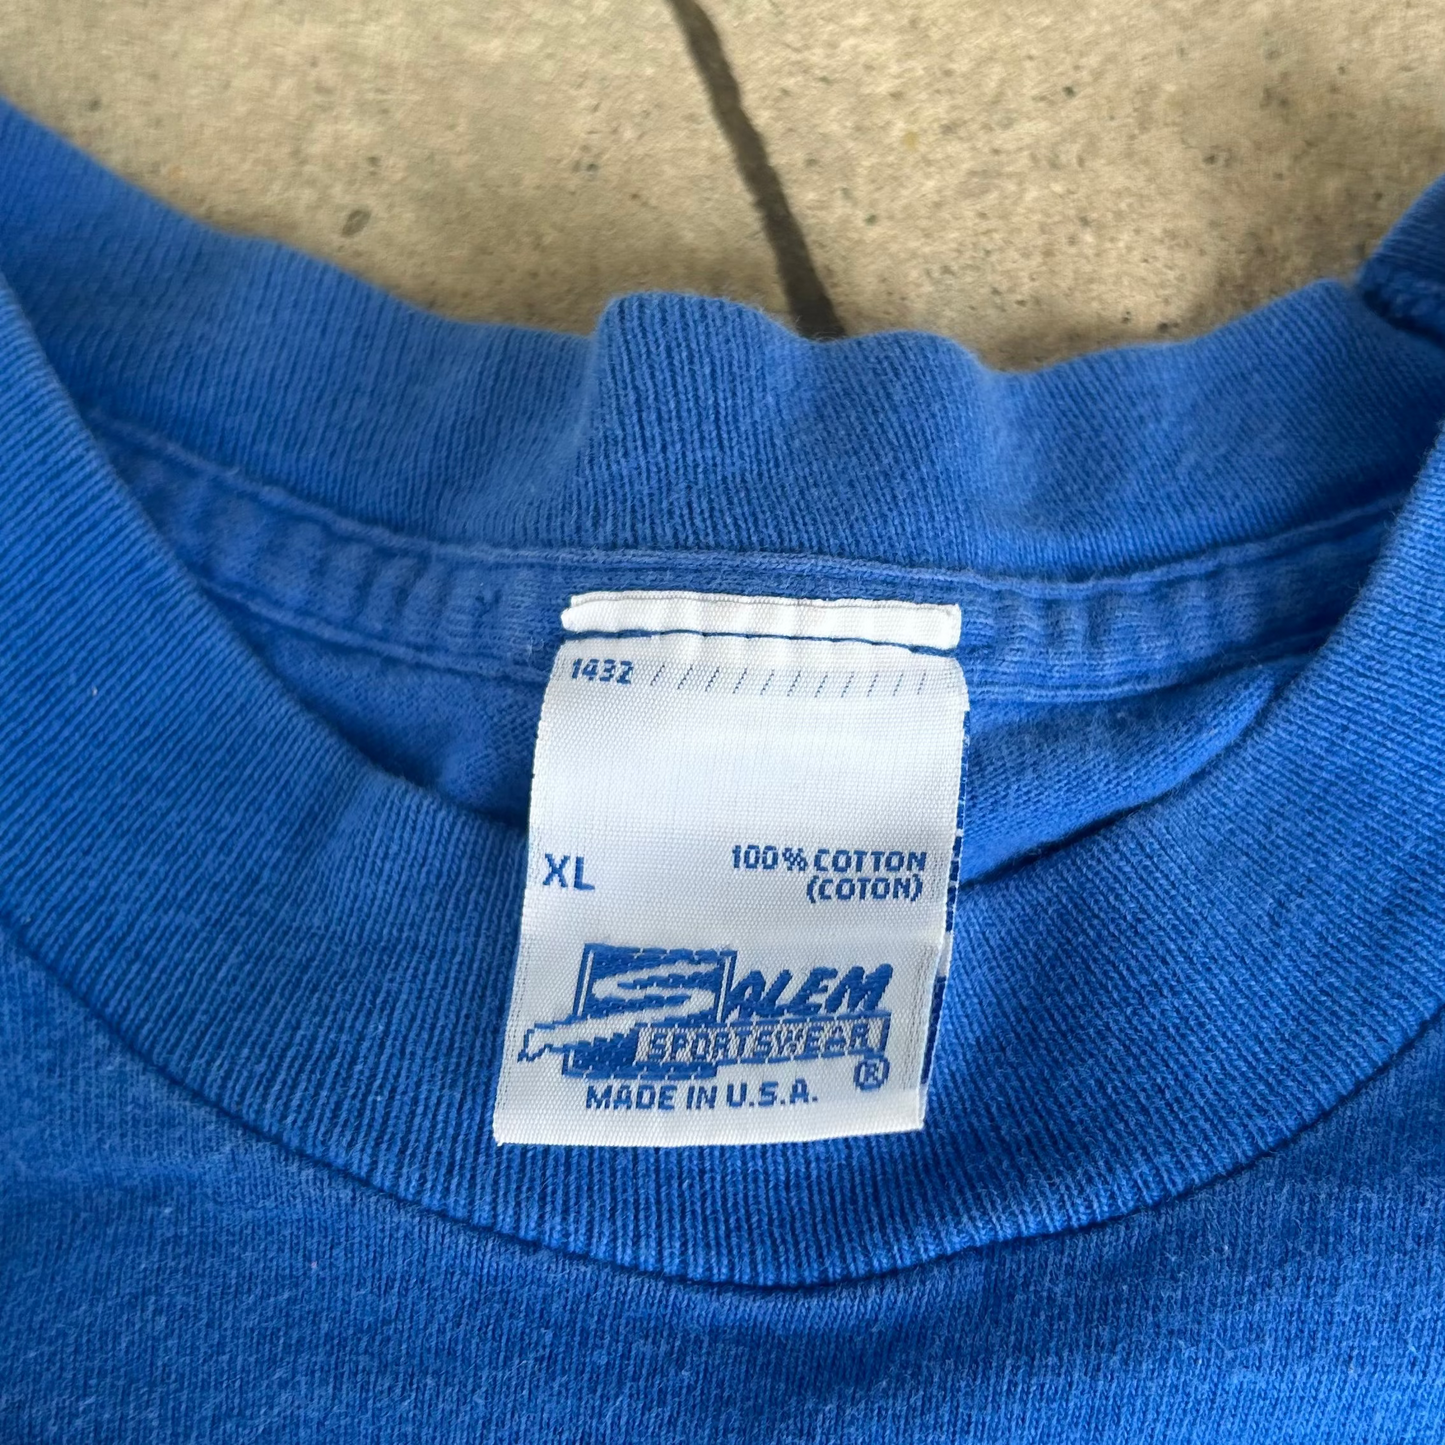 1432 / / / / / / / / / / /
XL
100% COTTON
(COTON)
SALEM
SPORTSWEAR
®
MADE IN U.S.A.